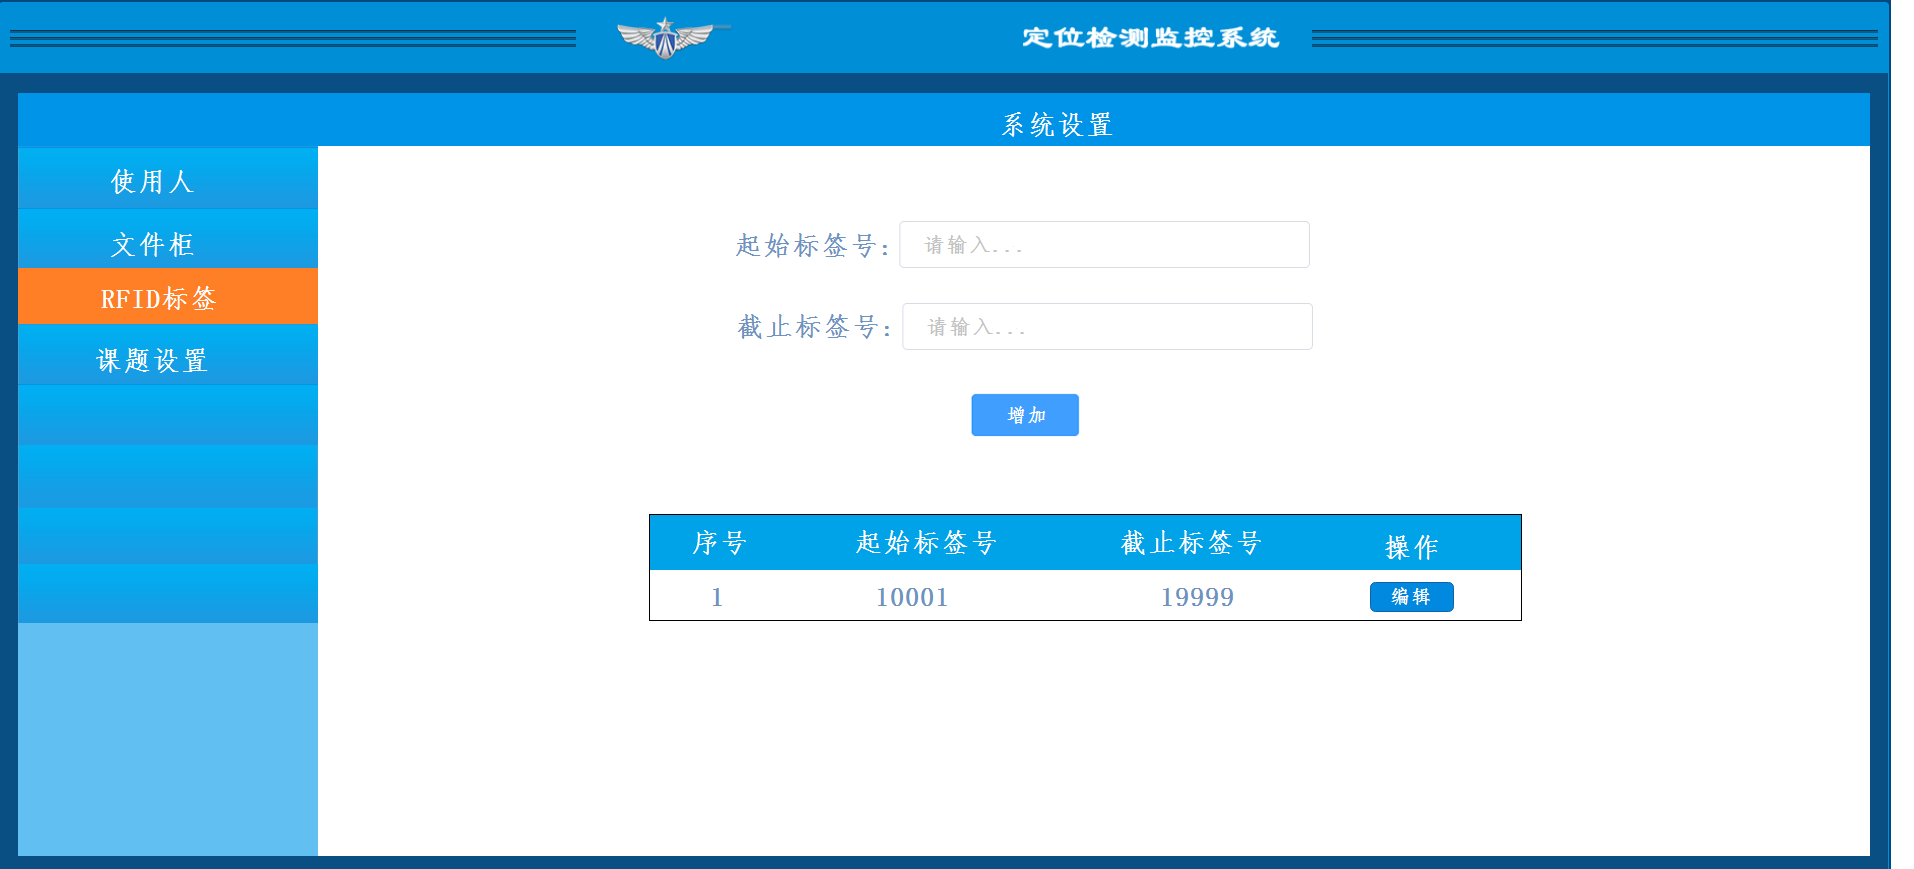 定位检测监控系统
系统设置
使用人
文件柜
RFID标签
课题设置
起始标签号: 请输入...
截止标签号: 请输入...
增加
序号 起始标签号 截止标签号 操作
1 10001 19999 编辑